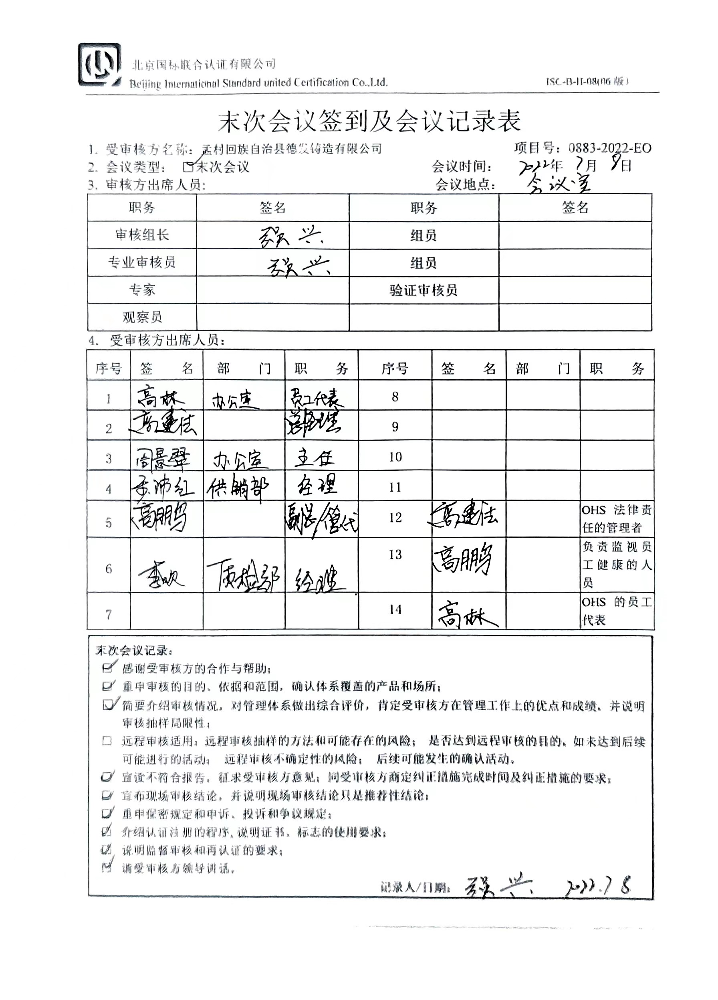 北京国标联合认证有限公司
Beijing International Standard united Certification Co.,Ltd.
ISC-B-II-08(06版)
末次会议签到及会议记录表
1. 受审核方名称：孟村回族自治县德发铸造有限公司 项目号：0883-2022-EO
2. 会议类型： □末次会议 会议时间： 2022年 7月 8日
3. 审核方出席人员： 会议地点： 会议室
职务 签名 职务 签名
审核组长 强兴 组员
专业审核员 强兴 组员
专家 验证审核员
观察员
4. 受审核方出席人员：
序号 签名 部门 职务 序号 签名 部门 职务
1 高林 办公室 员工代表 8
2 高建法 总经理 9
3 周景翠 办公室 主任 10
4 沛红 供销部 经理 11
5 高鹏 副总/管代 12 高建法 OHS 法律责
任的管理者
6 质检部 经理 13 高鹏 负责监视员
工健康的人
员
7 14 高林 OHS 的员工
代表
末次会议记录：
☑ 感谢受审核方的合作与帮助；
☑ 重申审核的目的、依据和范围，确认体系覆盖的产品和场所；
☑ 简要介绍审核情况，对管理体系做出综合评价，肯定受审核方在管理工作上的优点和成绩，并说明
审核抽样局限性；
□ 远程审核适用：远程审核抽样的方法和可能存在的风险； 是否达到远程审核的目的，如未达到后续
可能进行的活动； 远程审核不确定性的风险； 后续可能发生的确认活动。
☑ 宣读不符合报告，征求受审核方意见；同受审核方商定纠正措施完成时间及纠正措施的要求；
☑ 宣布现场审核结论，并说明现场审核结论只是推荐性结论；
☑ 重申保密规定和申诉、投诉和争议规定；
☑ 介绍认证注册的程序，说明证书、标志的使用要求；
☑ 说明监督审核和再认证的要求；
☑ 请受审核方领导讲话。
记录人/日期： 强兴 2022.7 8